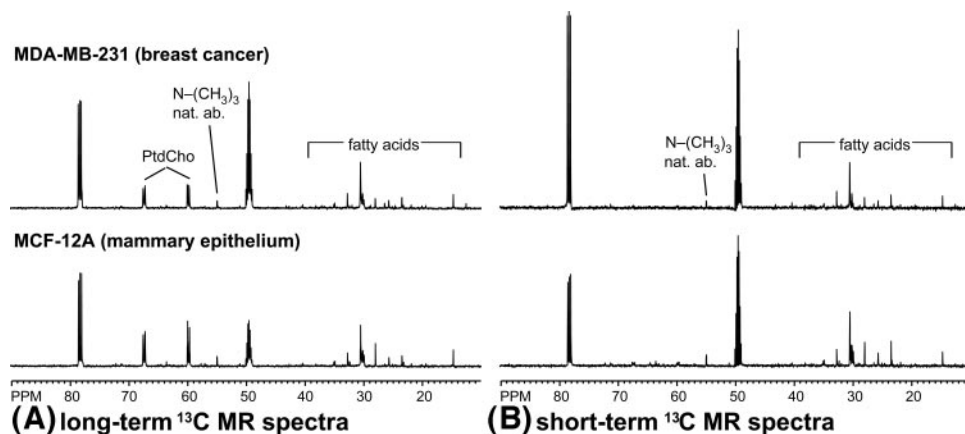 MDA-MB-231 (breast cancer)
N–(CH₃)₃
nat. ab.
PtdCho
fatty acids
MCF-12A (mammary epithelium)
PPM 80 70 60 50 40 30 20
(A) long-term ¹³C MR spectra
N–(CH₃)₃
nat. ab.
fatty acids
PPM 80 70 60 50 40 30 20
(B) short-term ¹³C MR spectra